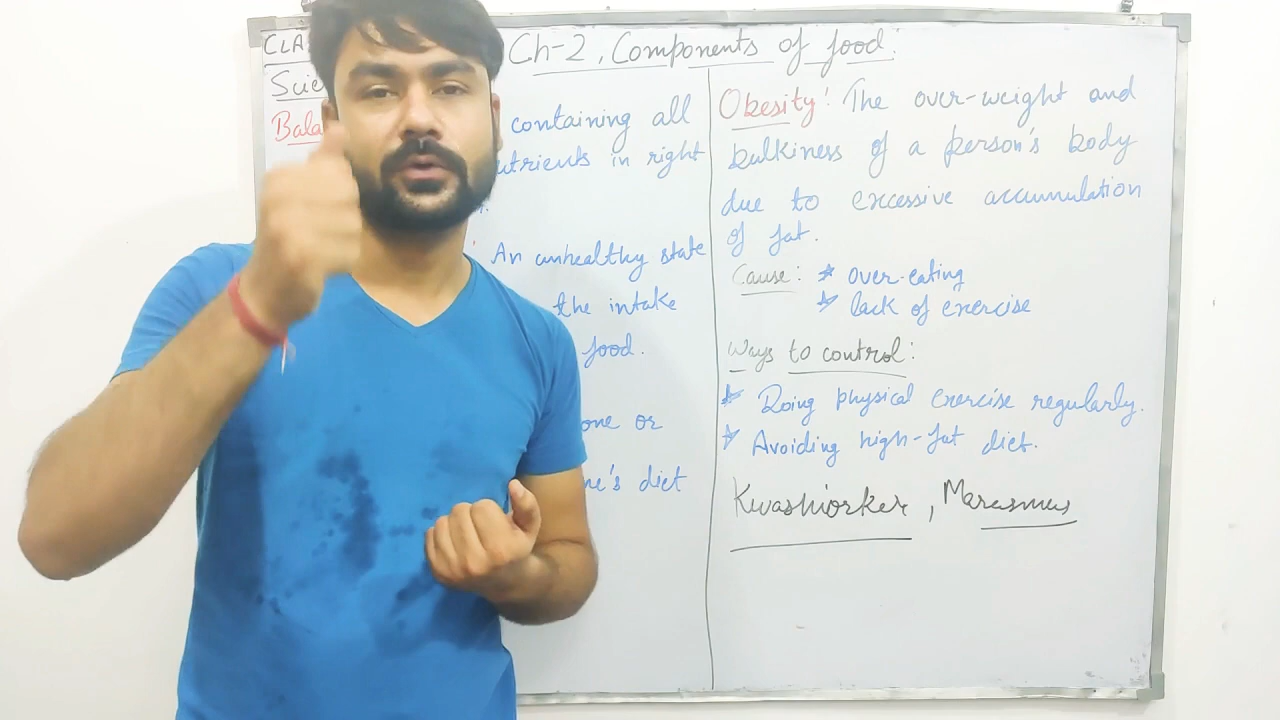 CLA
Ch-2, Components of food:
Scie
Bala
containing all
utrients in right
An unhealthy state
the intake
food.
one or
ne's diet
Obesity: The over-weight and
bulkiness of a person's body
due to excessive accumulation
of fat.
Cause: * over-eating
* lack of exercise
Ways to control:
* Doing physical exercise regularly.
* Avoiding high-fat diet.
Kwashiorker, Marasmus